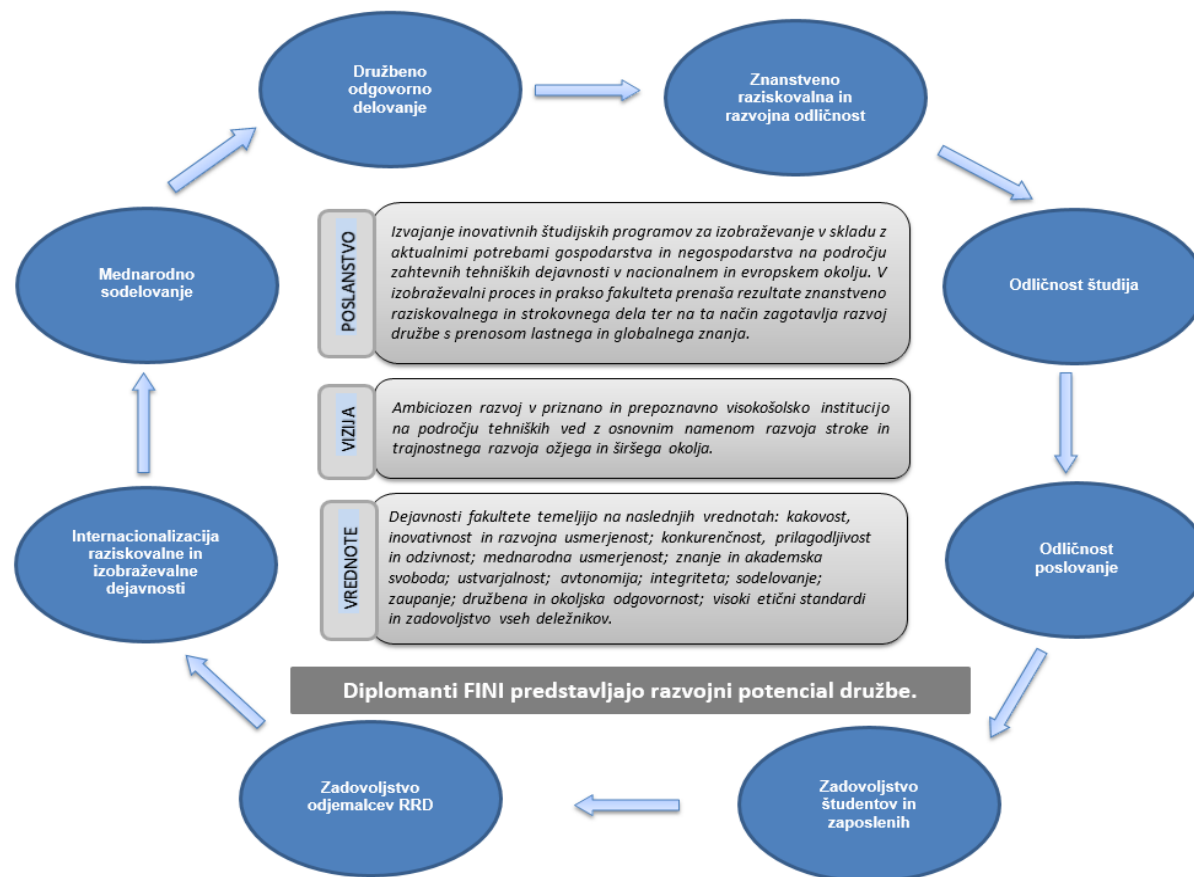 Družbeno
odgovorno
delovanje
Znanstveno
raziskovalna in
razvojna odličnost
Mednarodno
sodelovanje
POSLANSTVO
Izvajanje inovativnih študijskih programov za izobraževanje v skladu z
aktualnimi potrebami gospodarstva in negospodarstva na področju
zahtevnih tehniških dejavnosti v nacionalnem in evropskem okolju. V
izobraževalni proces in prakso fakulteta prenaša rezultate znanstveno
raziskovalnega in strokovnega dela ter na ta način zagotavlja razvoj
družbe s prenosom lastnega in globalnega znanja.
Odličnost študija
VIZIJA
Ambiciozen razvoj v priznano in prepoznavno visokošolsko institucijo
na področju tehniških ved z osnovnim namenom razvoja stroke in
trajnostnega razvoja ožjega in širšega okolja.
Internacionalizacija
raziskovalne in
izobraževalne
dejavnosti
VREDNOTE
Dejavnosti fakultete temeljijo na naslednjih vrednotah: kakovost,
inovativnost in razvojna usmerjenost; konkurenčnost, prilagodljivost
in odzivnost; mednarodna usmerjenost; znanje in akademska
svoboda; ustvarjalnost; avtonomija; integriteta; sodelovanje;
zaupanje; družbena in okoljska odgovornost; visoki etični standardi
in zadovoljstvo vseh deležnikov.
Odličnost
poslovanja
Diplomanti FINI predstavljajo razvojni potencial družbe.
Zadovoljstvo
odjemalcev RRD
Zadovoljstvo
študentov in
zaposlenih